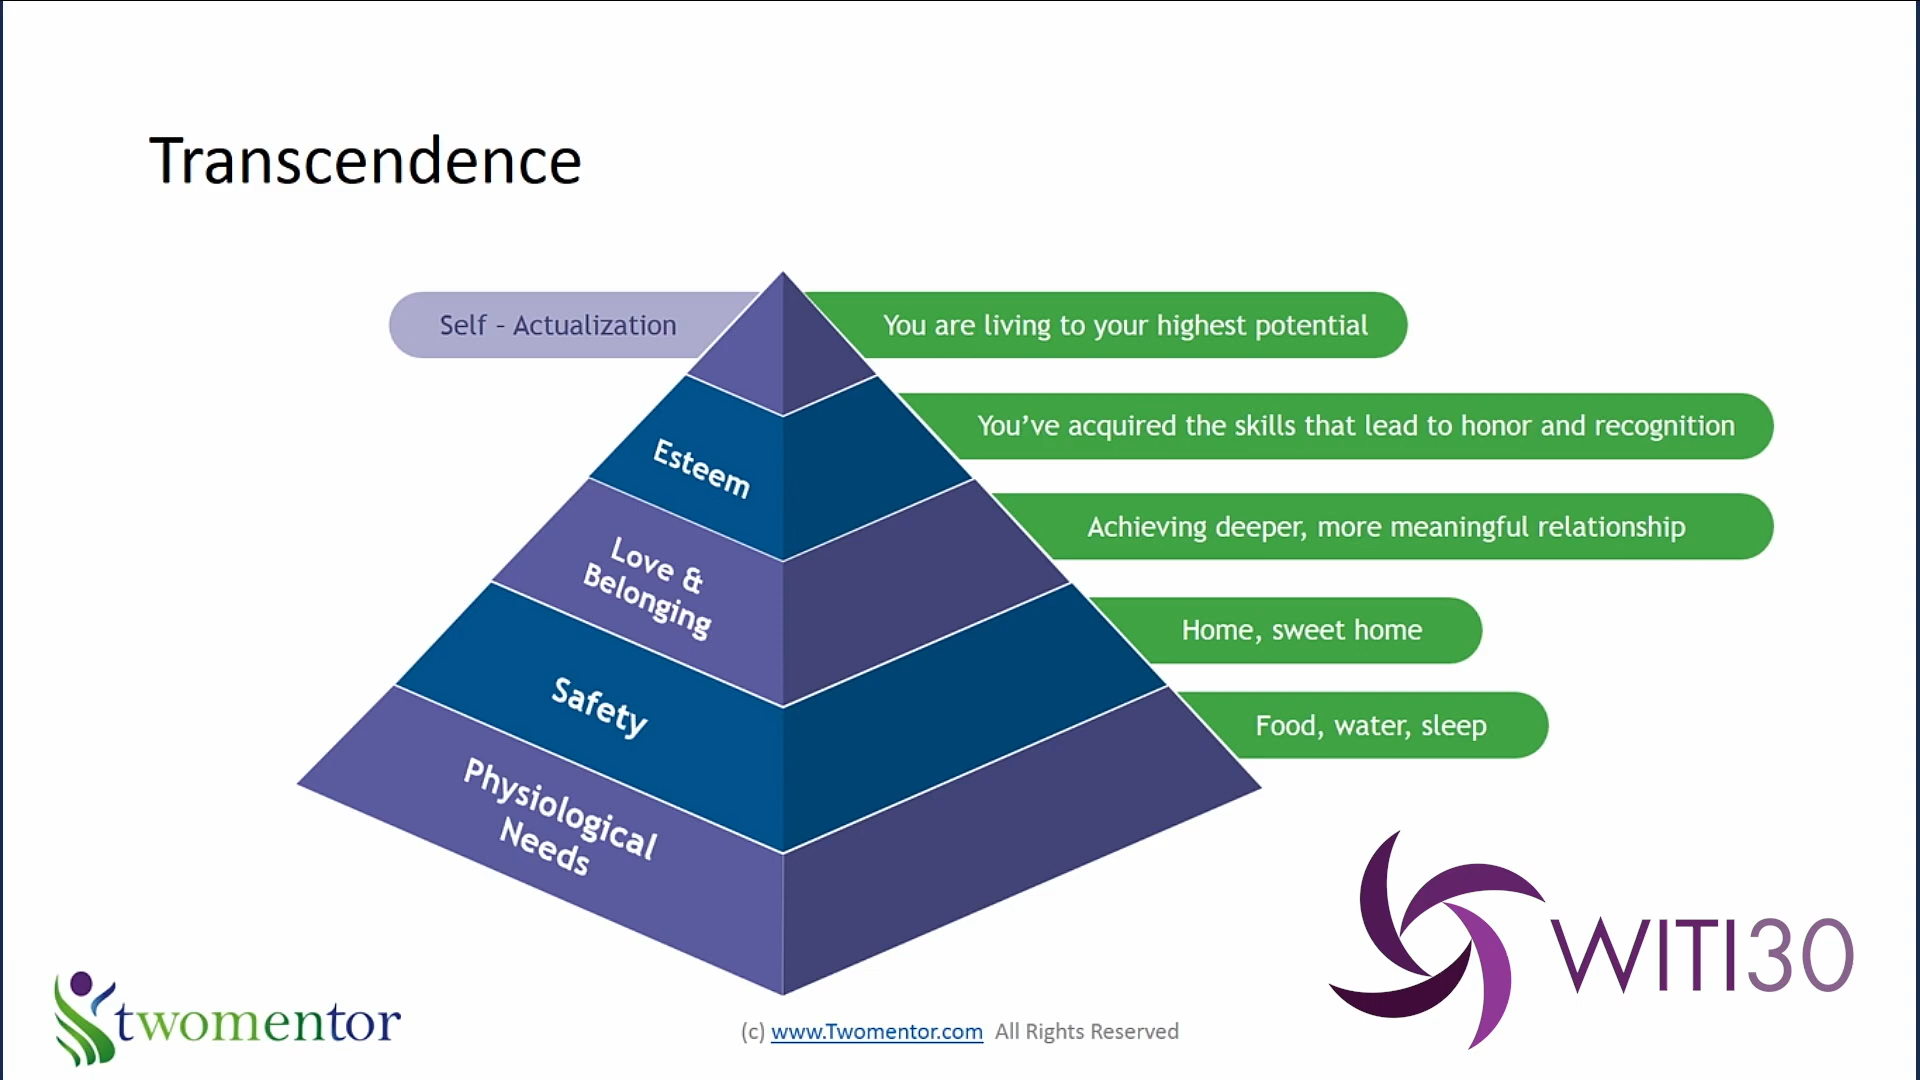 Transcendence
Self – Actualization
You are living to your highest potential
Esteem
You've acquired the skills that lead to honor and recognition
Love &
Belonging
Achieving deeper, more meaningful relationship
Safety
Home, sweet home
Physiological
Needs
Food, water, sleep
twomentor
(c) www.Twomentor.com All Rights Reserved
WITI30